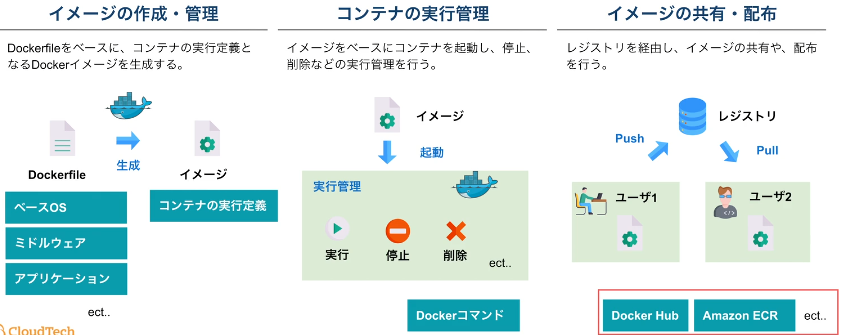 イメージの作成・管理
Dockerfileをベースに、コンテナの実行定義と
なるDockerイメージを生成する。
生成
Dockerfile
イメージ
ベースOS
コンテナの実行定義
ミドルウェア
アプリケーション
ect..
CloudTech
コンテナの実行管理
イメージをベースにコンテナを起動し、停止、
削除などの実行管理を行う。
イメージ
起動
実行管理
実行
停止
削除
ect..
Dockerコマンド
イメージの共有・配布
レジストリを経由し、イメージの共有や、配布
を行う。
レジストリ
Push
Pull
ユーザ1
ユーザ2
Docker Hub
Amazon ECR
ect..